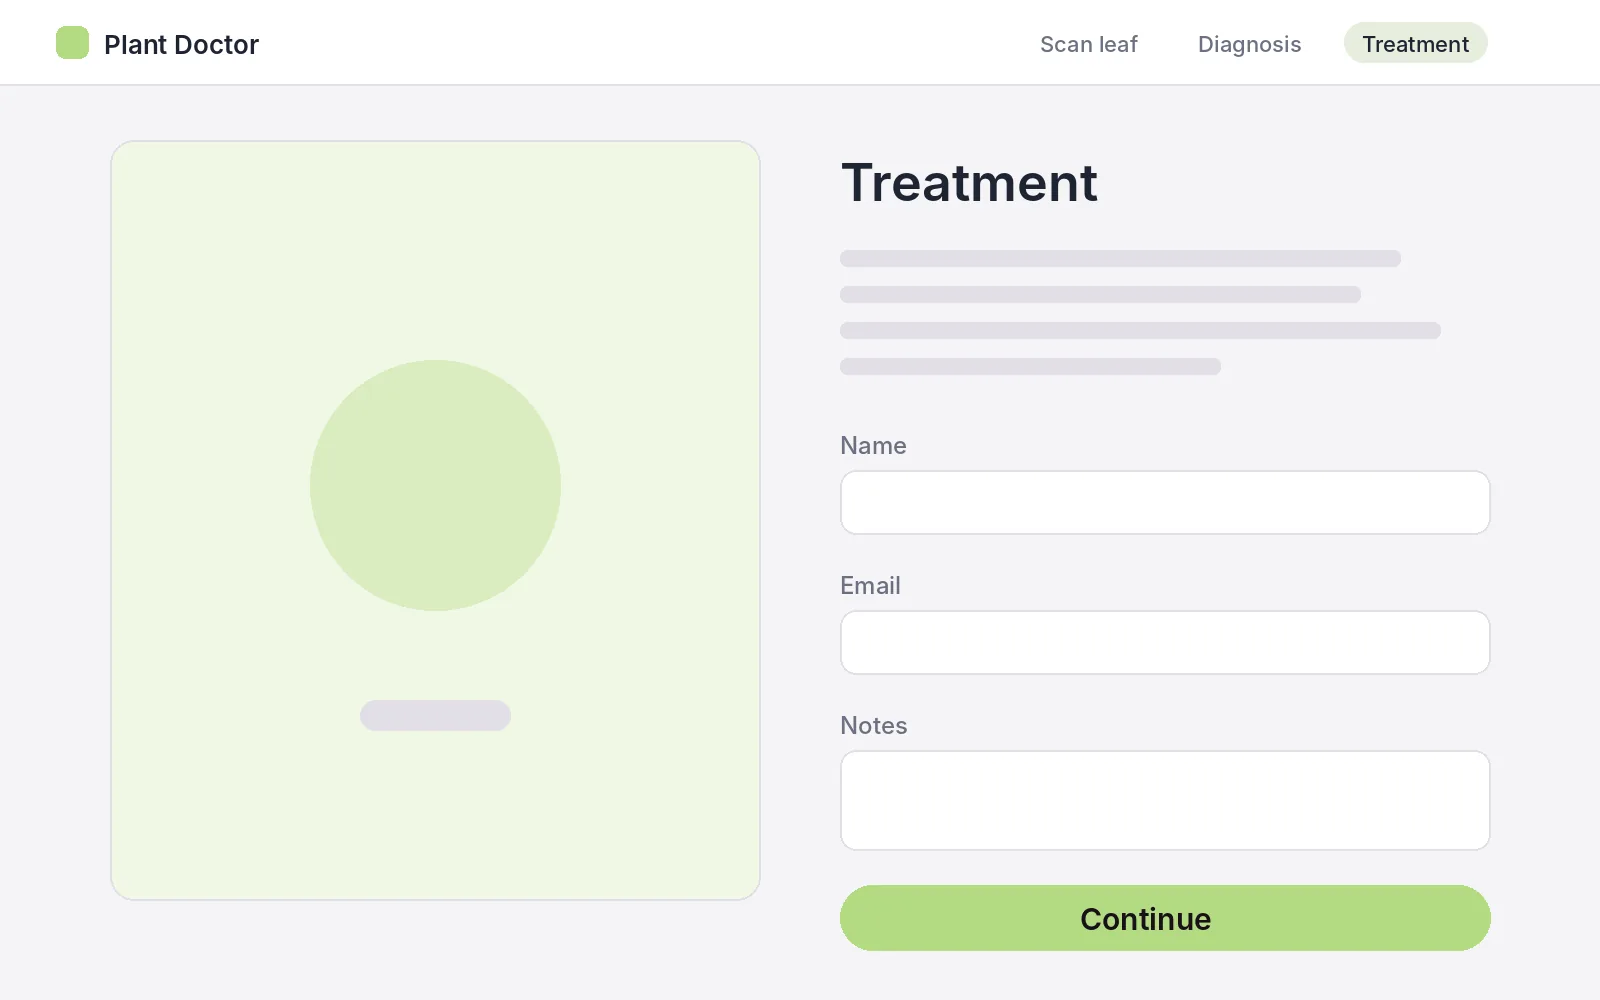 Plant Doctor
Scan leaf
Diagnosis
Treatment
Treatment
Name
Email
Notes
Continue